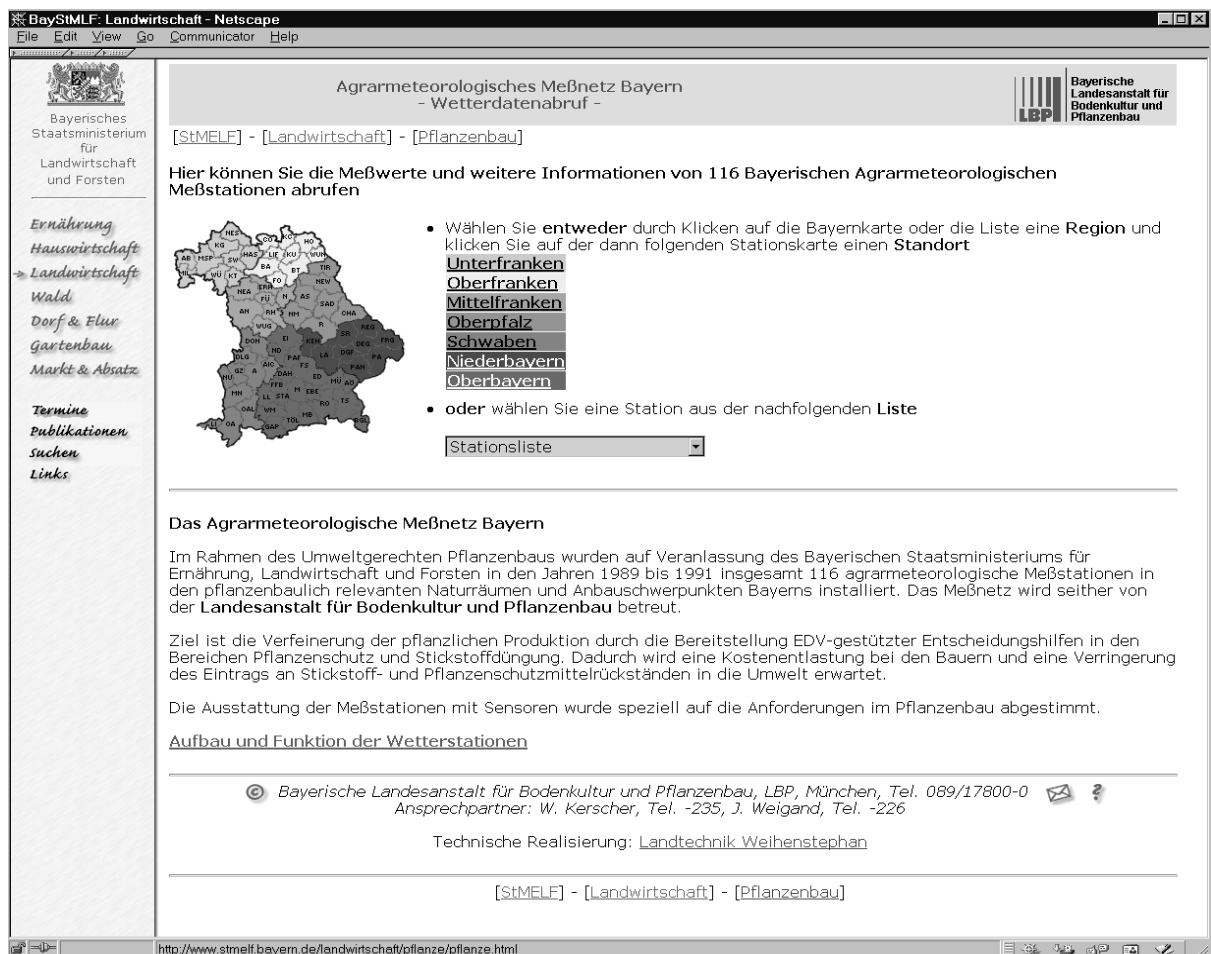 BayStMLF: Landwirtschaft - Netscape
File Edit View Go Communicator Help
Bayerisches
Staatsministerium
für
Landwirtschaft
und Forsten
Ernährung
Hauswirtschaft
Landwirtschaft
Wald
Dorf & Flur
Gartenbau
Markt & Absatz
Termine
Publikationen
Suchen
Links
Agrarmeteorologisches Meßnetz Bayern
- Wetterdatenabruf -
LBP
Bayerische
Landesanstalt für
Bodenkultur und
Pflanzenbau
[StMELF] - [Landwirtschaft] - [Pflanzenbau]
Hier können Sie die Meßwerte und weitere Informationen von 116 Bayerischen Agrarmeteorologischen
Meßstationen abrufen
• Wählen Sie entweder durch Klicken auf die Bayernkarte oder die Liste eine Region und
klicken Sie auf der dann folgenden Stationskarte einen Standort
Unterfranken
Oberfranken
Mittelfranken
Oberpfalz
Schwaben
Niederbayern
Oberbayern
• oder wählen Sie eine Station aus der nachfolgenden Liste
Stationsliste
Das Agrarmeteorologische Meßnetz Bayern
Im Rahmen des Umweltgerechten Pflanzenbaus wurden auf Veranlassung des Bayerischen Staatsministeriums für
Ernährung, Landwirtschaft und Forsten in den Jahren 1989 bis 1991 insgesamt 116 agrarmeteorologische Meßstationen in
den pflanzenbaulich relevanten Naturräumen und Anbauschwerpunkten Bayerns installiert. Das Meßnetz wird seither von
der Landesanstalt für Bodenkultur und Pflanzenbau betreut.
Ziel ist die Verfeinerung der pflanzlichen Produktion durch die Bereitstellung EDV-gestützter Entscheidungshilfen in den
Bereichen Pflanzenschutz und Stickstoffdüngung. Dadurch wird eine Kostenentlastung bei den Bauern und eine Verringerung
des Eintrags an Stickstoff- und Pflanzenschutzmittelrückständen in die Umwelt erwartet.
Die Ausstattung der Meßstationen mit Sensoren wurde speziell auf die Anforderungen im Pflanzenbau abgestimmt.
Aufbau und Funktion der Wetterstationen
© Bayerische Landesanstalt für Bodenkultur und Pflanzenbau, LBP, München, Tel. 089/17800-0 ?
Ansprechpartner: W. Kerscher, Tel. -235, J. Weigand, Tel. -226
Technische Realisierung: Landtechnik Weihenstephan
[StMELF] - [Landwirtschaft] - [Pflanzenbau]
http://www.stmelf.bayern.de/landwirtschaft/pflanze/pflanze.html